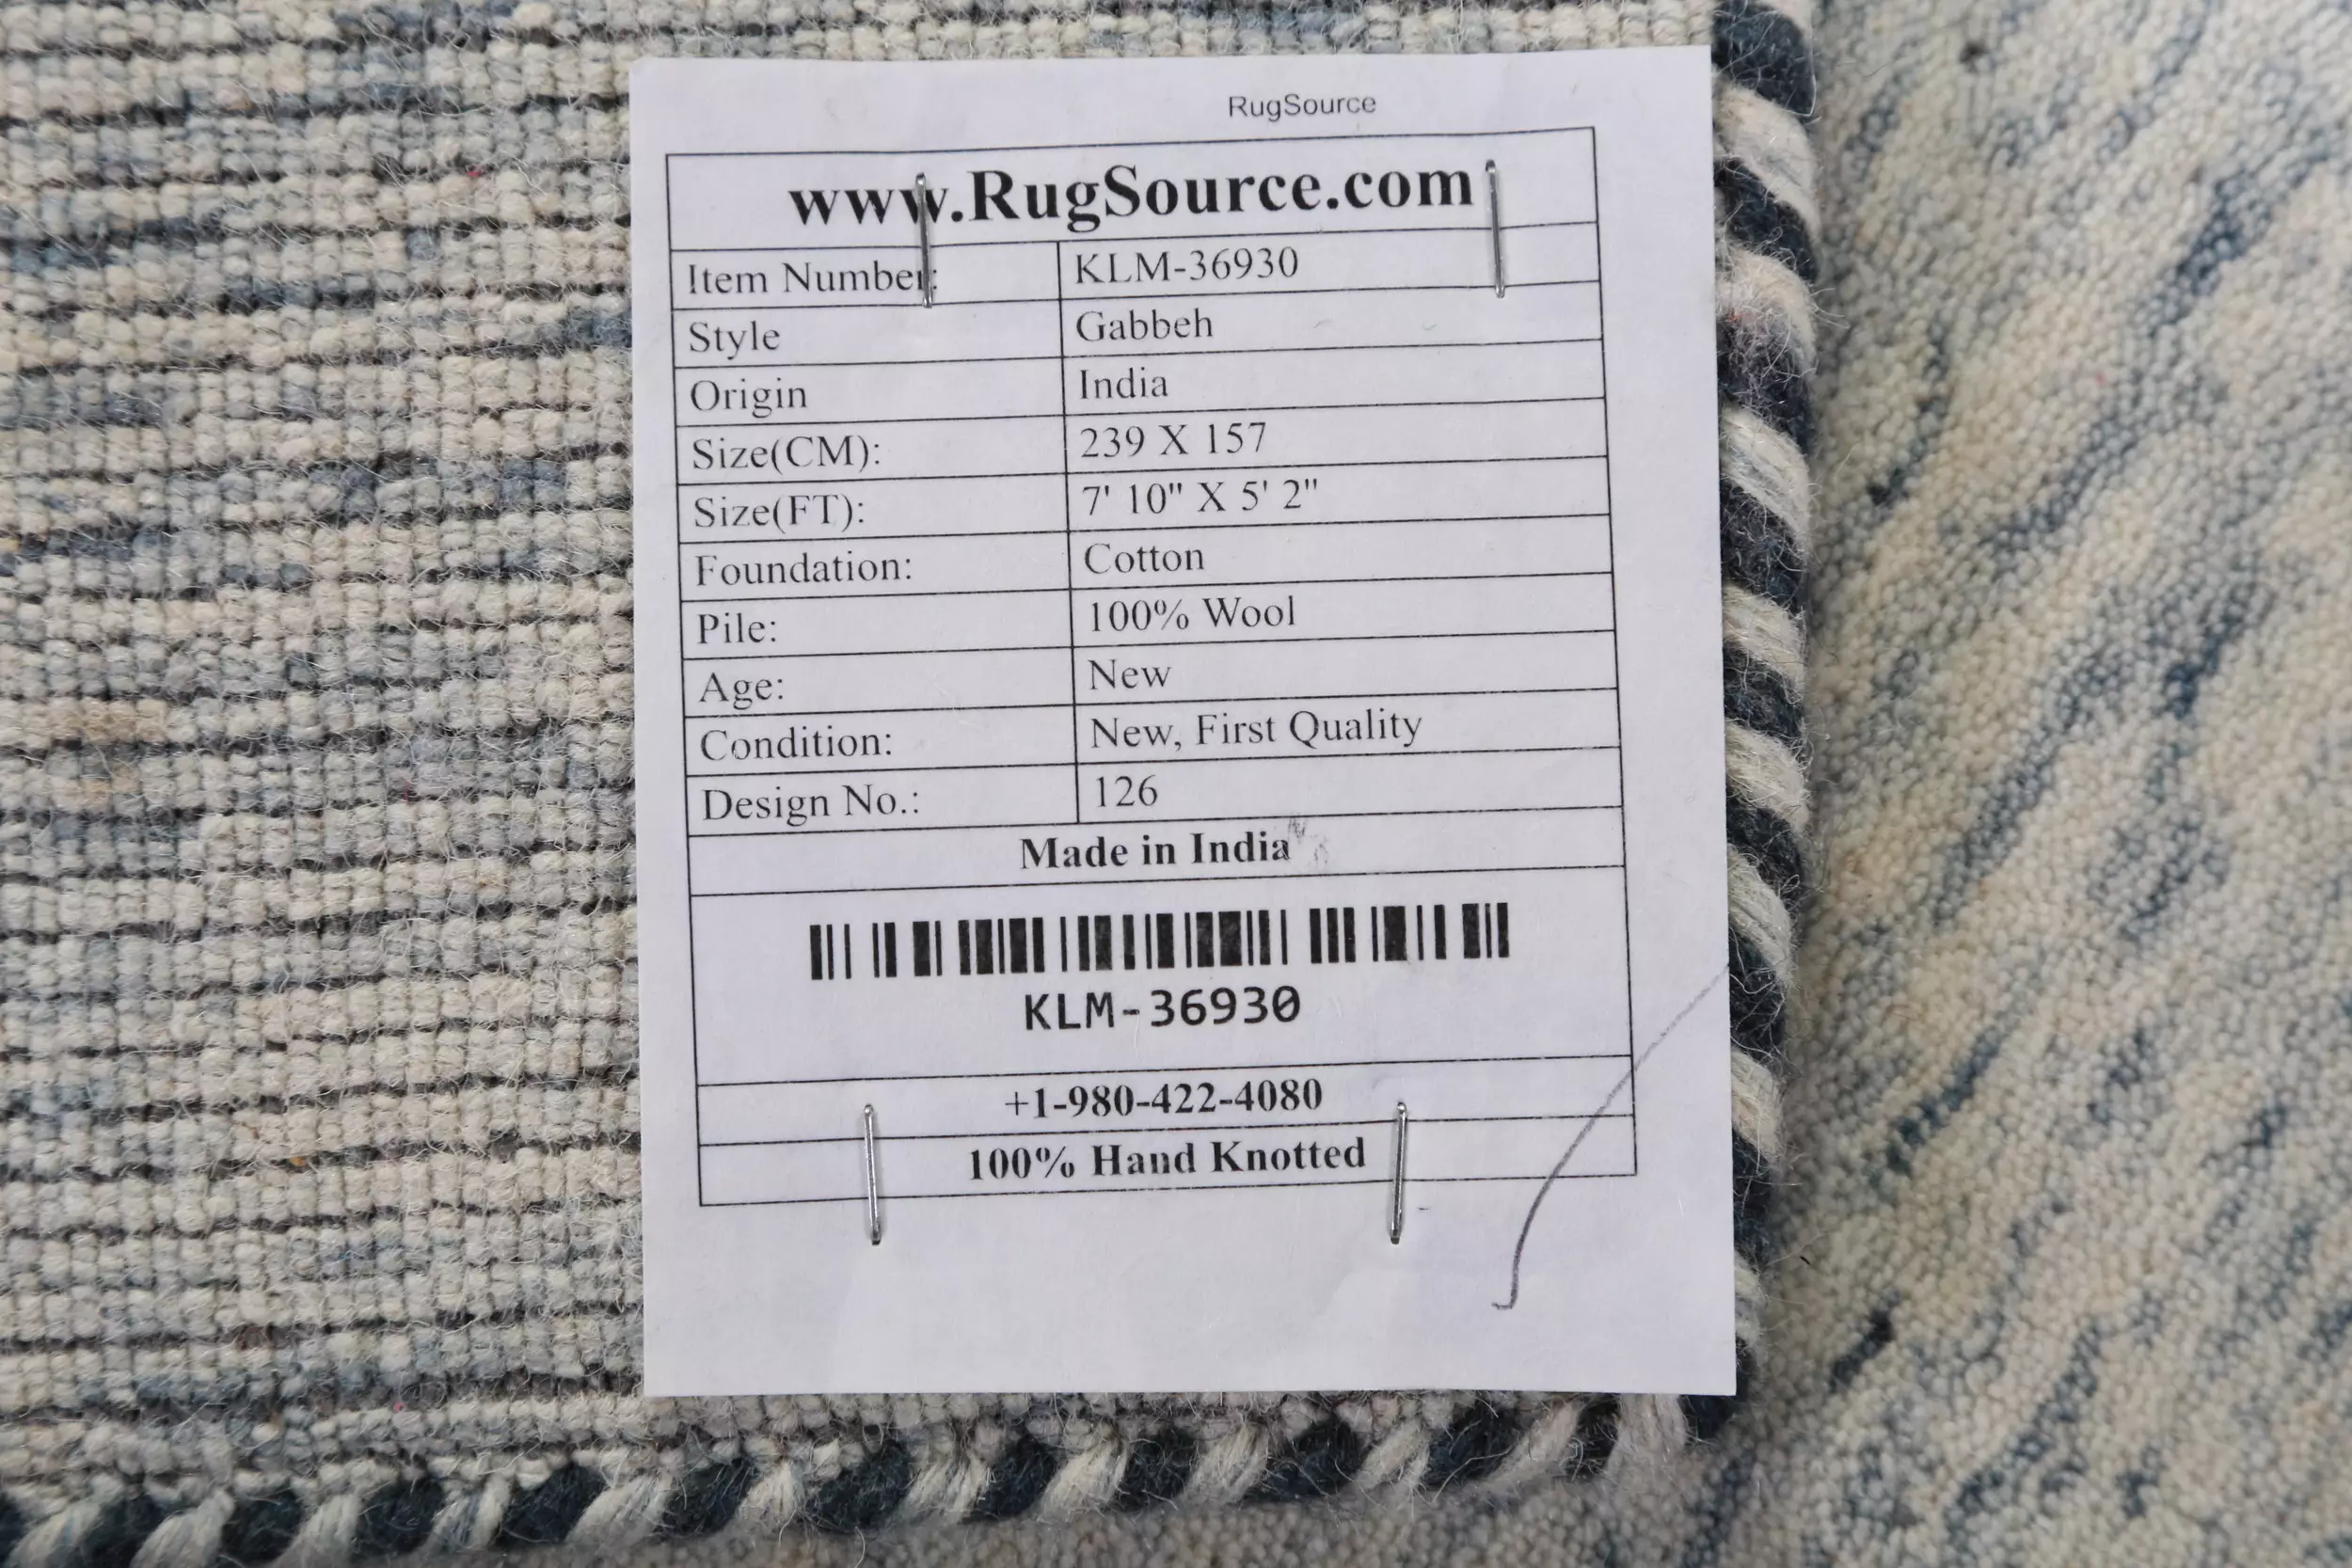 RugSource
www.RugSource.com
Item Number: KLM-36930
Style Gabbeh
Origin India
Size(CM): 239 X 157
Size(FT): 7' 10" X 5' 2"
Foundation: Cotton
Pile: 100% Wool
Age: New
Condition: New, First Quality
Design No.: 126
Made in India
KLM-36930
+1-980-422-4080
100% Hand Knotted